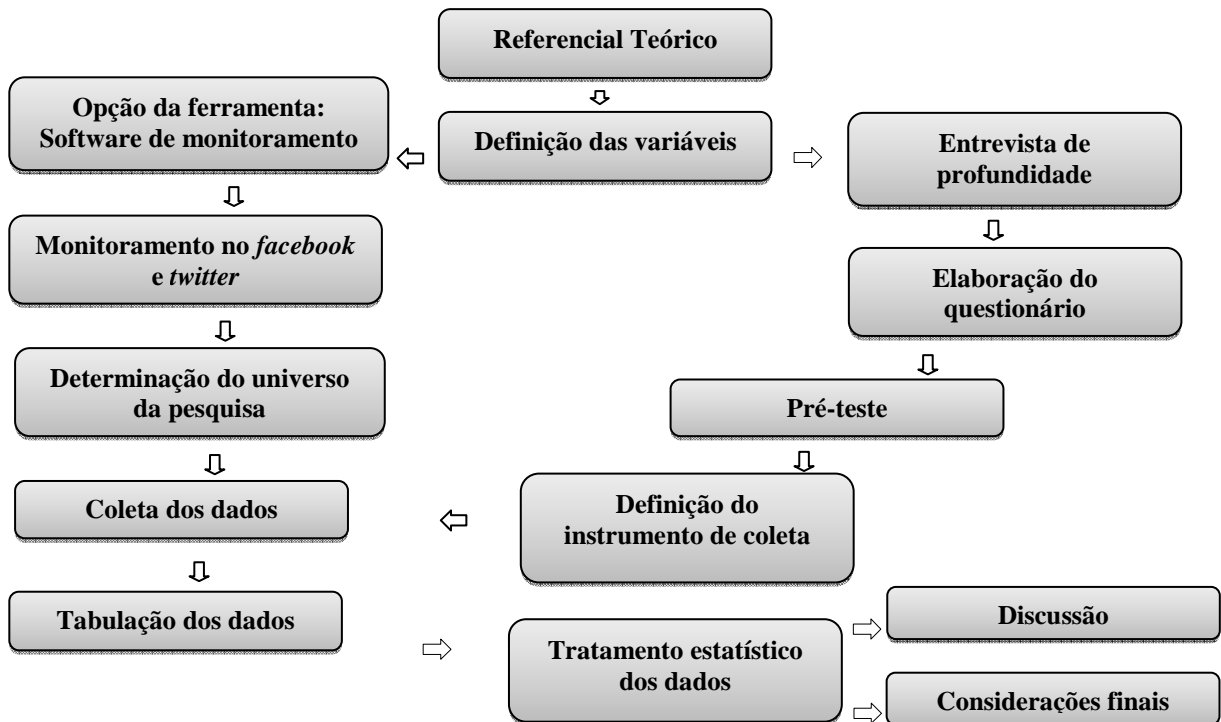 Referencial Teórico
Opção da ferramenta:
Software de monitoramento
Definição das variáveis
Entrevista de
profundidade
Monitoramento no facebook
e twitter
Elaboração do
questionário
Determinação do universo
da pesquisa
Pré-teste
Coleta dos dados
Definição do
instrumento de coleta
Tabulação dos dados
Tratamento estatístico
dos dados
Discussão
Considerações finais